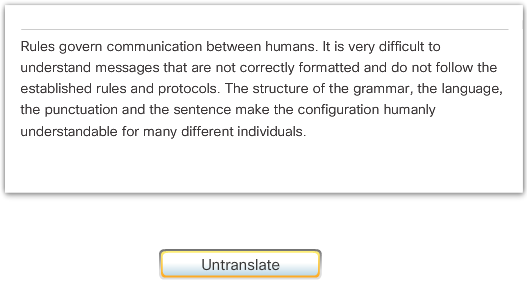 Rules govern communication between humans. It is very difficult to
understand messages that are not correctly formatted and do not follow the
established rules and protocols. The structure of the grammar, the language,
the punctuation and the sentence make the configuration humanly
understandable for many different individuals.
Untranslate